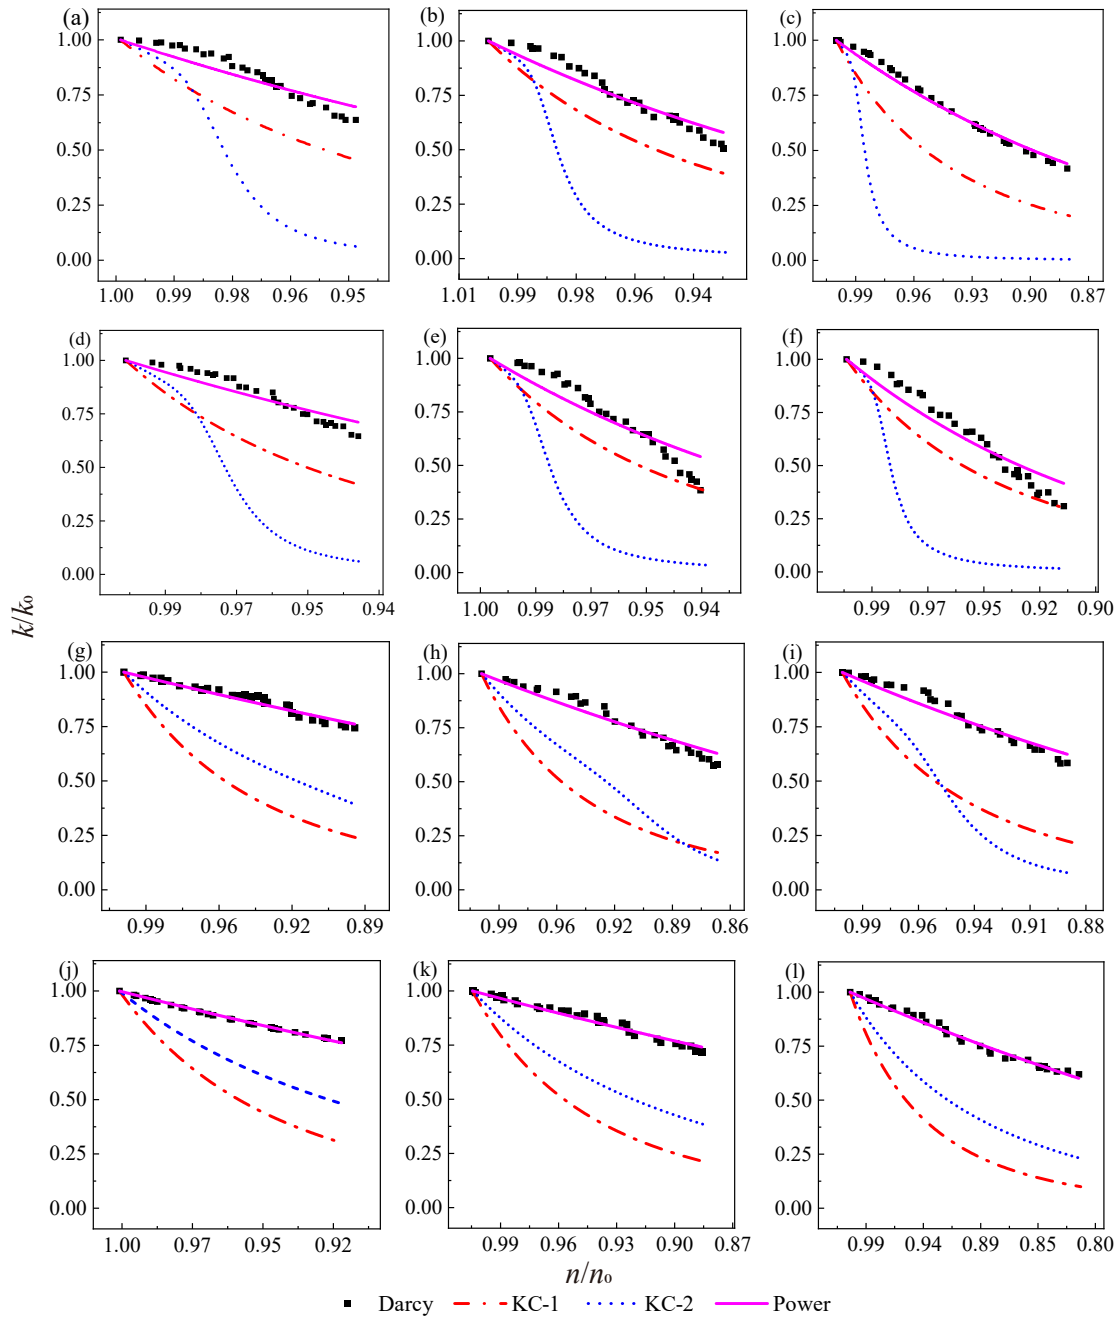 (a)
1.00
0.75
0.50
0.25
0.00
1.00 0.99 0.98 0.96 0.95
(b)
1.00
0.75
0.50
0.25
0.00
1.01 0.99 0.98 0.96 0.94
(c)
1.00
0.75
0.50
0.25
0.00
0.99 0.96 0.93 0.90 0.87
(d)
1.00
0.75
0.50
0.25
0.00
0.99 0.97 0.95 0.94
(e)
1.00
0.75
0.50
0.25
0.00
1.00 0.99 0.97 0.95 0.94
(f)
1.00
0.75
0.50
0.25
0.00
0.99 0.97 0.95 0.92 0.90
k/k₀
(g)
1.00
0.75
0.50
0.25
0.00
0.99 0.96 0.92 0.89
(h)
1.00
0.75
0.50
0.25
0.00
0.99 0.96 0.92 0.89 0.86
(i)
1.00
0.75
0.50
0.25
0.00
0.99 0.97 0.94 0.91 0.88
(j)
1.00
0.75
0.50
0.25
0.00
1.00 0.97 0.95 0.92
(k)
1.00
0.75
0.50
0.25
0.00
0.99 0.96 0.93 0.90 0.87
(l)
1.00
0.75
0.50
0.25
0.00
0.99 0.94 0.89 0.85 0.80
n/n₀
Darcy KC-1 KC-2 Power